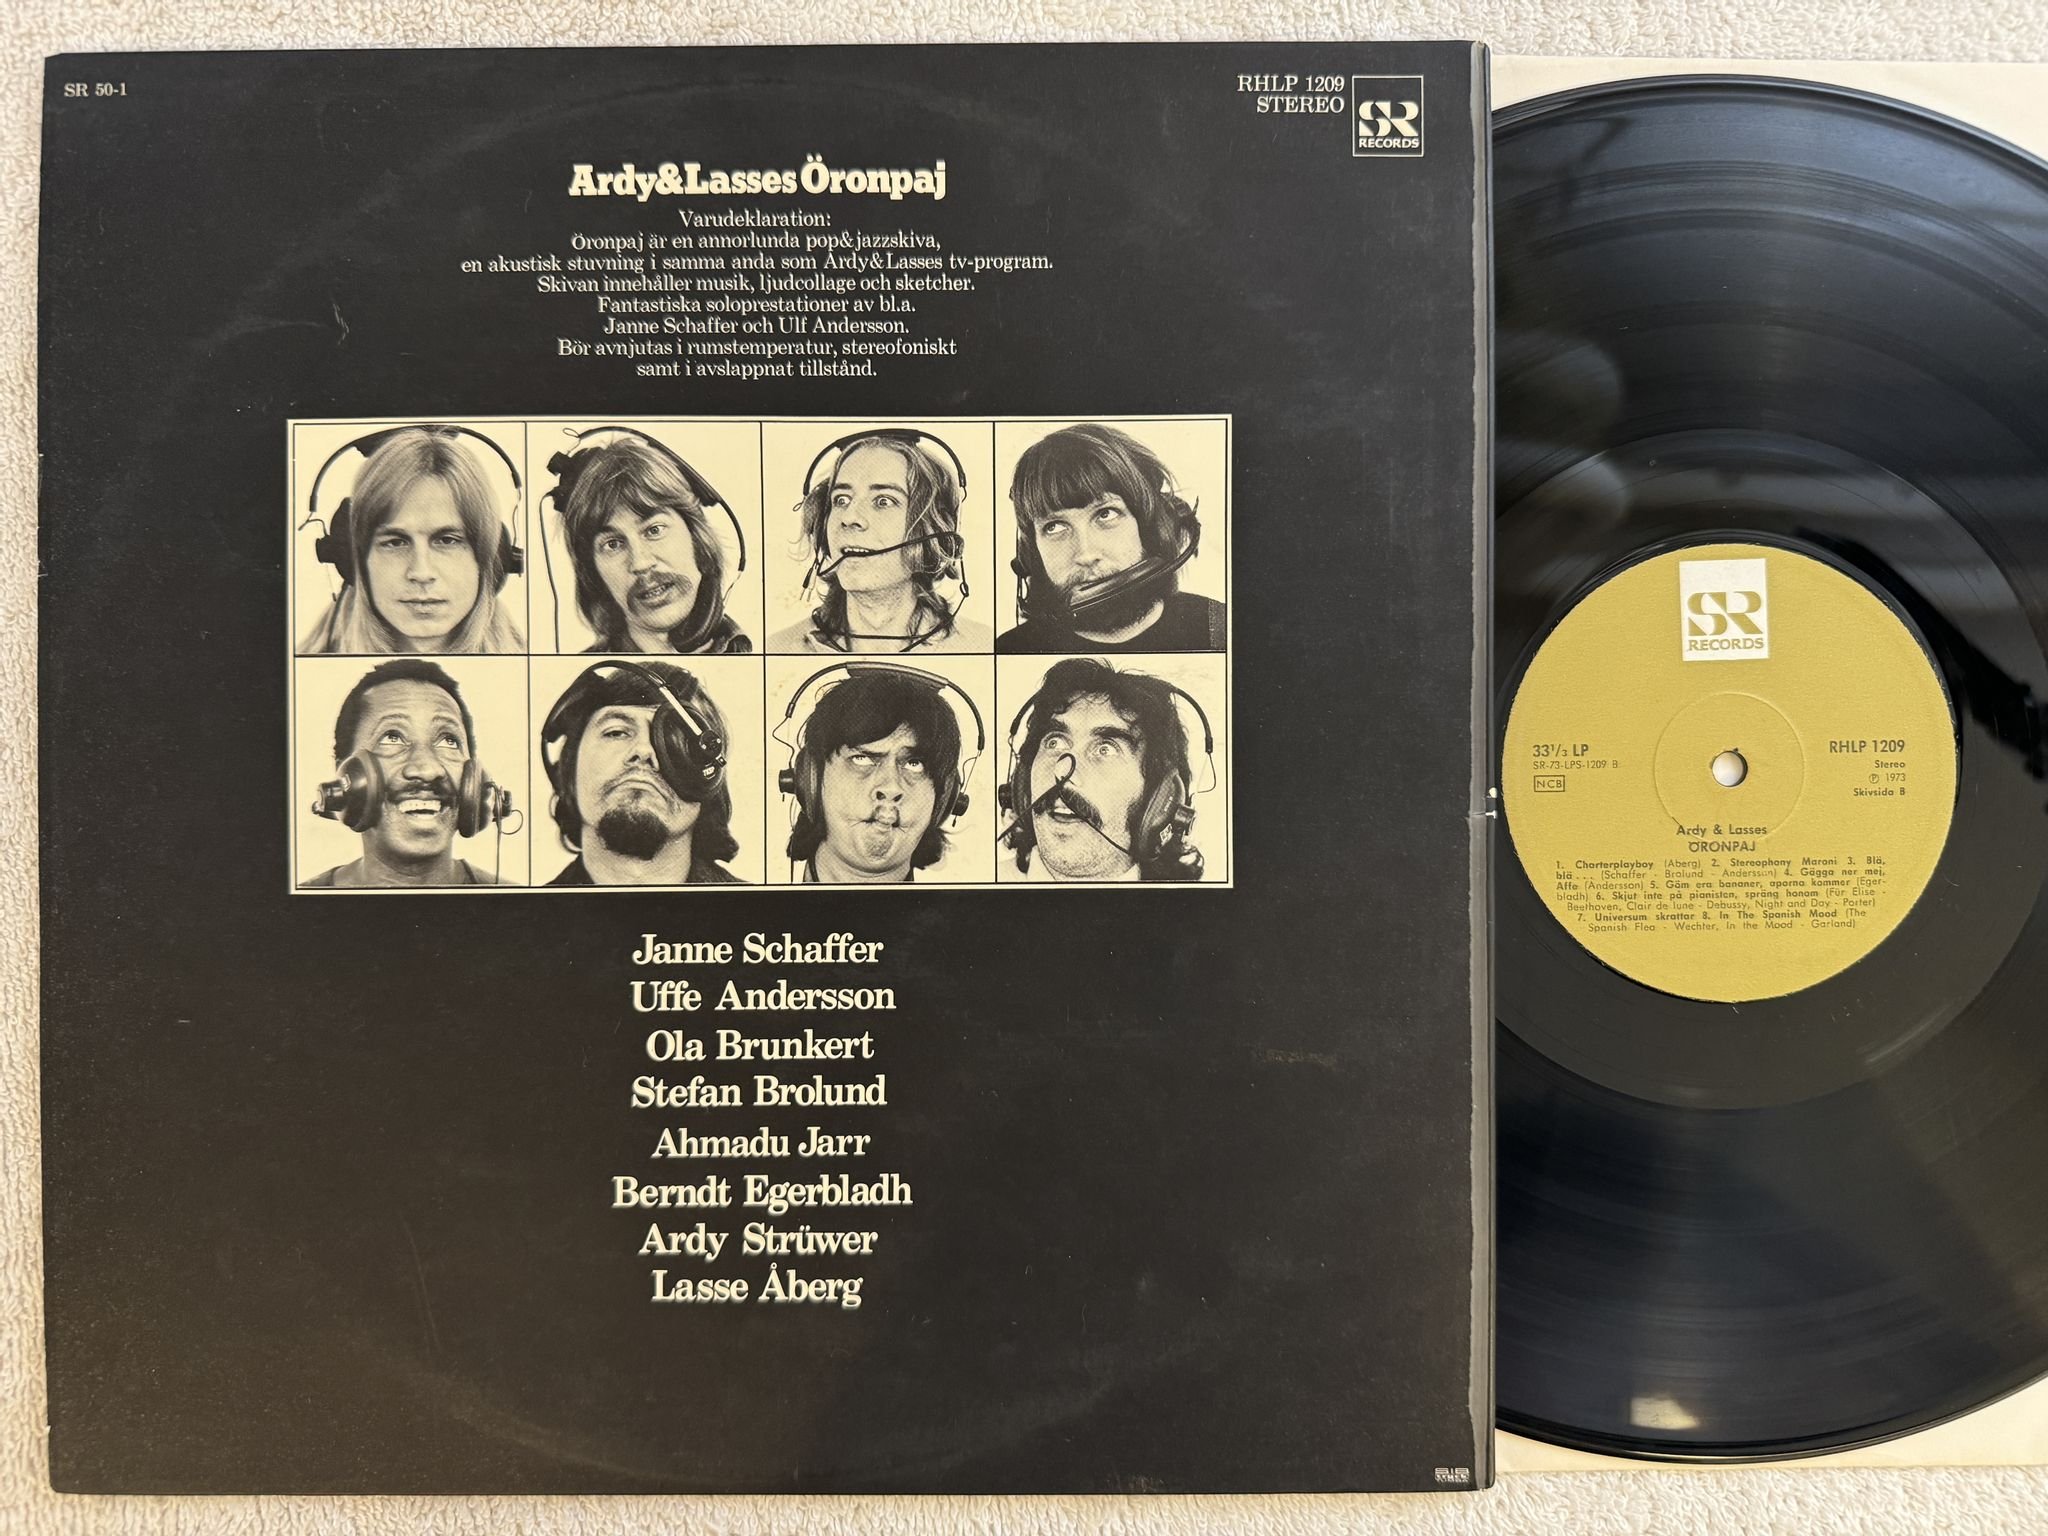 SR 50-1
RHLP 1209
STEREO
SR
RECORDS
Ardy&Lasses Öronpaj
Varudeklaration:
Öronpaj är en annorlunda pop&jazzskiva,
en akustisk stuvning i samma anda som Ardy&Lasses tv-program.
Skivan innehåller musik, ljudcollage och sketcher.
Fantastiska soloprestationer av bl.a.
Janne Schaffer och Ulf Andersson.
Bör avnjutas i rumstemperatur, stereofoniskt
samt i avslappnat tillstånd.
Janne Schaffer
Uffe Andersson
Ola Brunkert
Stefan Brolund
Ahmadu Jarr
Berndt Egerbladh
Ardy Strüwer
Lasse Åberg
SR
RECORDS
33¹/₃ LP
SR-73-LPS-1209 B
NCB
RHLP 1209
Stereo
Ⓟ 1973
Skivsida B
Ardy & Lasses
ÖRONPAJ
1. Charterplayboy (Åberg) 2. Stereophony Maroni 3. Blä,
blä . . . (Schaffer - Brolund - Andersson) 4. Gägga ner mej,
Affe (Andersson) 5. Göm era bananer, aporna kommer (Eger-
bladh) 6. Skjut inte på pianisten, spräng honom (Für Elise -
Beethoven, Clair de lune - Debussy, Night and Day - Porter)
7. Universum skrattar 8. In The Spanish Mood (The
Spanish Flea - Wechter, In the Mood - Garland)